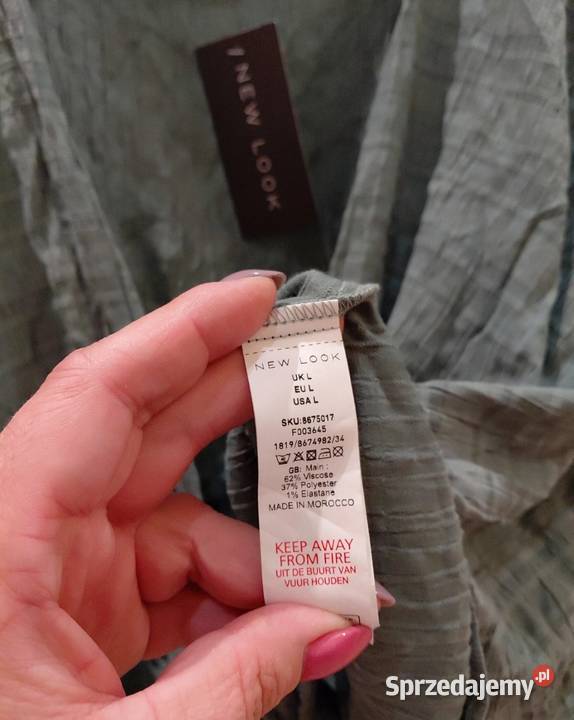 / NEW LOOK
NEW LOOK
UK L
EU L
USA L
SKU:8675017
F003645
1819/8674982/34
GB: Main :
62% Viscose
37% Polyester
1% Elastane
MADE IN MOROCCO
KEEP AWAY
FROM FIRE
UIT DE BUURT VAN
VUUR HOUDEN
Sprzedajemy.pl